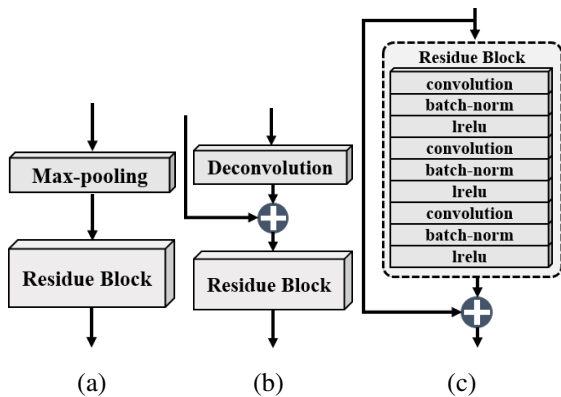 Max-pooling
Residue Block
(a)
Deconvolution
Residue Block
(b)
Residue Block
convolution
batch-norm
lrelu
convolution
batch-norm
lrelu
convolution
batch-norm
lrelu
(c)